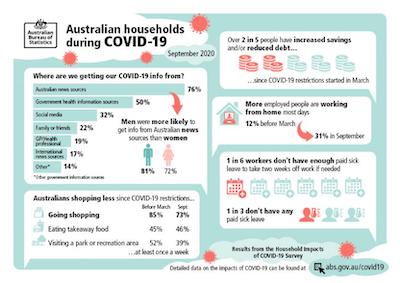 Australian
Bureau of
Statistics
Australian households
during COVID-19
September 2020
Where are we getting our COVID-19 info from?
Australian news sources 76%
Government health information sources 50%
Social media 32%
Family or friends 22%
GP/Health
professional 19%
International
news sources 17%
Other* 14%
*Other government information sources
Men were more likely to
get info from Australian news
sources than women
81% 72%
Australians shopping less since COVID-19 restrictions...
Before March Sept
Going shopping 85% 73%
Eating takeaway food 45% 46%
Visiting a park or recreation area 52% 39%
...at least once a week
Over 2 in 5 people have increased savings
and/or reduced debt...
...since COVID-19 restrictions started in March
More employed people are working
from home most days
12% before March
31% in September
1 in 6 workers don't have enough paid sick
leave to take two weeks off work if needed
1 in 3 don't have any
paid sick leave
Results from the Household Impacts
of COVID-19 Survey
Detailed data on the impacts of COVID-19 can be found at abs.gov.au/covid19